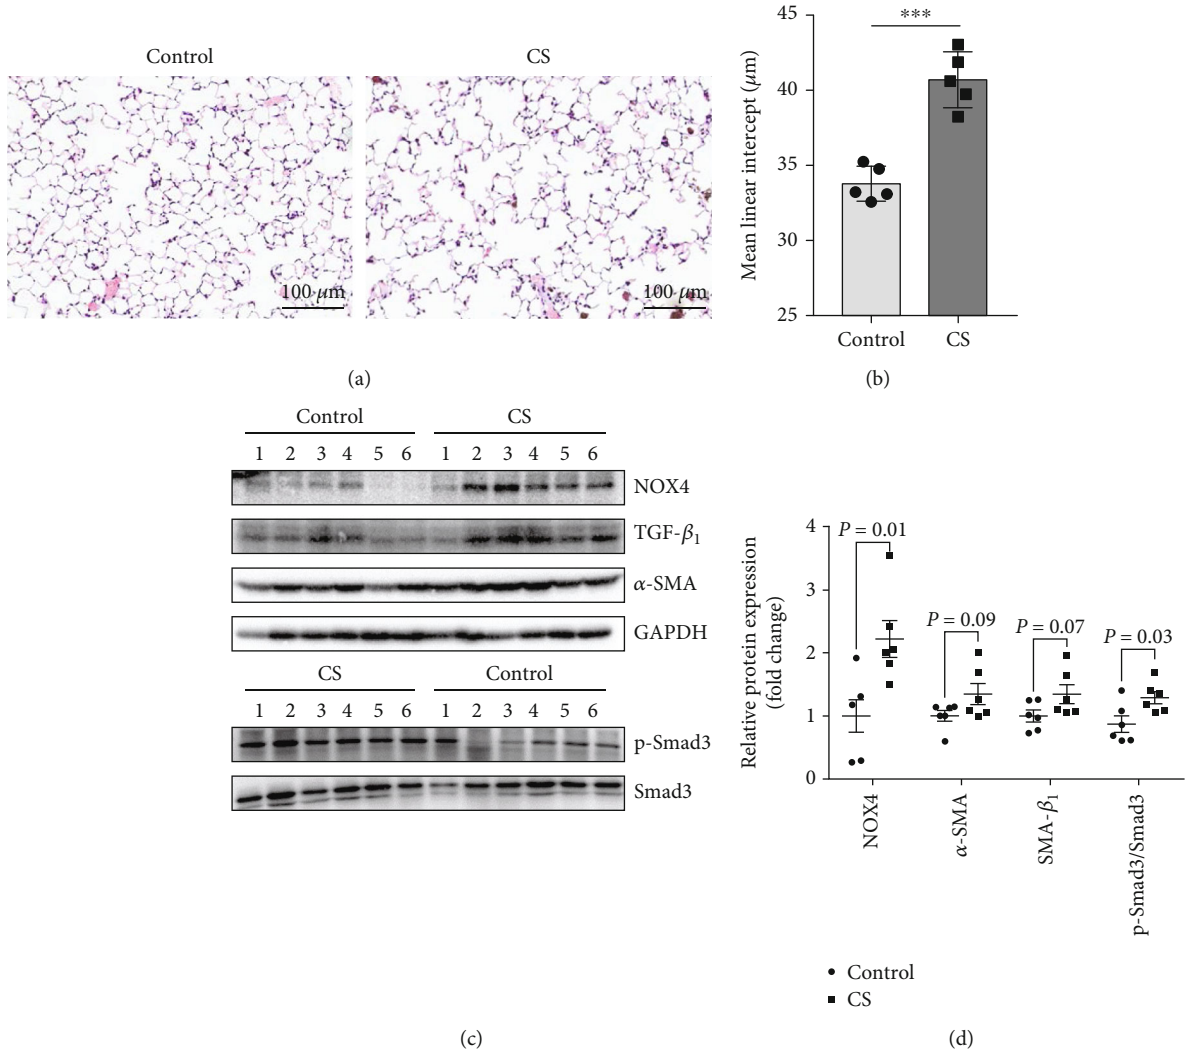 Control CS
100 μm 100 μm
(a)
***
45
40
35
30
25
Mean linear intercept (μm)
Control CS
(b)
Control CS
1 2 3 4 5 6 1 2 3 4 5 6
NOX4
TGF-β1
α-SMA
GAPDH
CS Control
1 2 3 4 5 6 1 2 3 4 5 6
p-Smad3
Smad3
(c)
4
3
2
1
0
Relative protein expression
(fold change)
P = 0.01
P = 0.09
P = 0.07
P = 0.03
NOX4
α-SMA
SMA-β1
p-Smad3/Smad3
Control
CS
(d)